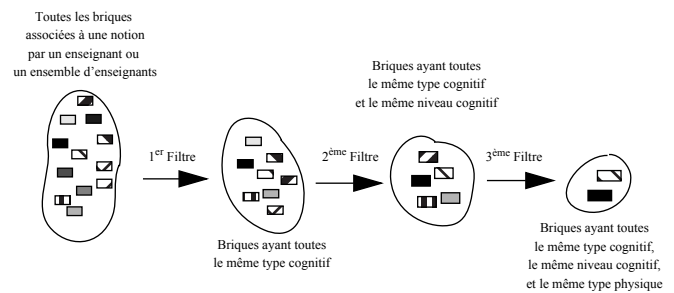 Toutes les briques
associées à une notion
par un enseignant ou
un ensemble d'enseignants
1er Filtre
Briques ayant toutes
le même type cognitif
2ème Filtre
Briques ayant toutes
le même type cognitif
et le même niveau cognitif
3ème Filtre
Briques ayant toutes
le même type cognitif,
le même niveau cognitif,
et le même type physique